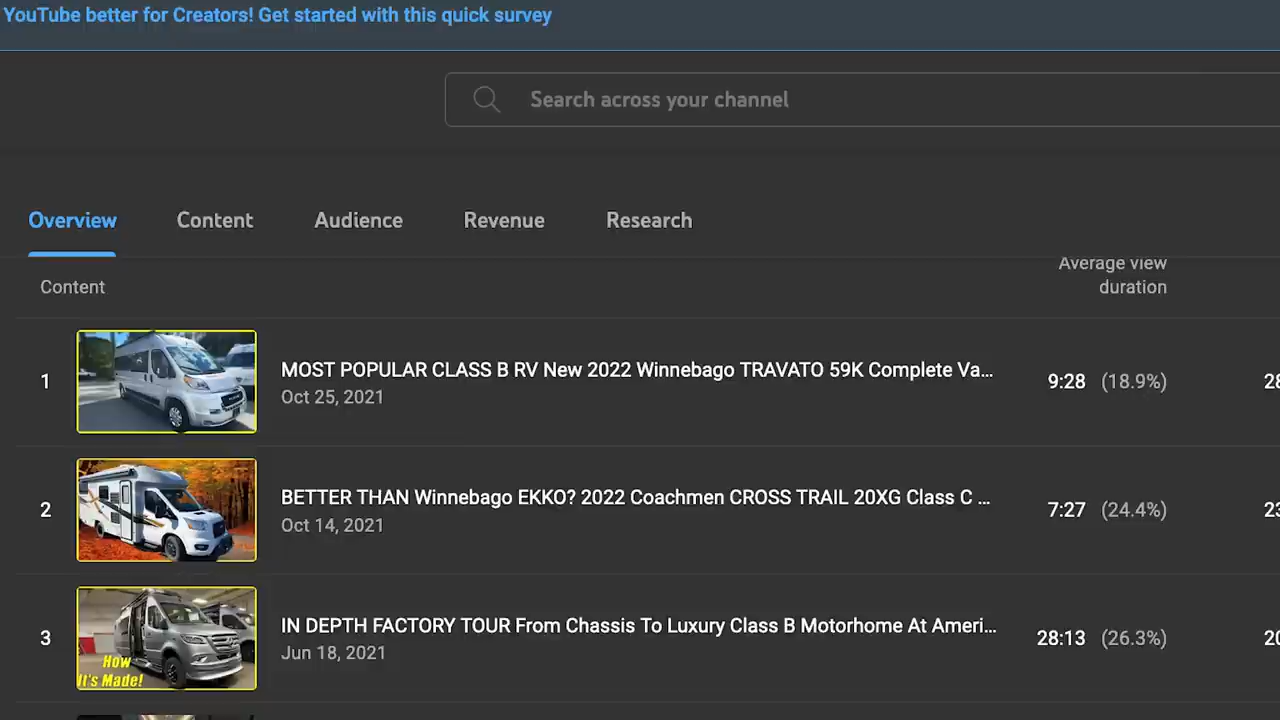 YouTube better for Creators! Get started with this quick survey
Search across your channel
Overview Content Audience Revenue Research
Content
Average view
duration
1
MOST POPULAR CLASS B RV New 2022 Winnebago TRAVATO 59K Complete Va...
Oct 25, 2021
9:28 (18.9%)
28
2
BETTER THAN Winnebago EKKO? 2022 Coachmen CROSS TRAIL 20XG Class C ...
Oct 14, 2021
7:27 (24.4%)
23
3
How
It's Made!
IN DEPTH FACTORY TOUR From Chassis To Luxury Class B Motorhome At Ameri...
Jun 18, 2021
28:13 (26.3%)
20